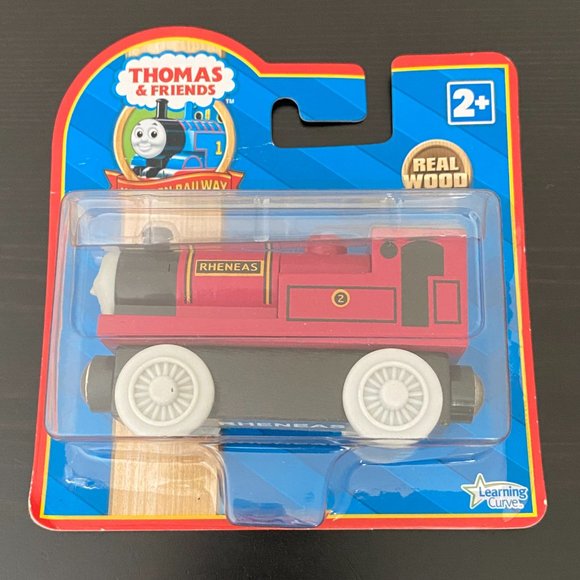 THOMAS
& FRIENDS
™
1
2+
REAL
WOOD
RAILWAY
RHENEAS
2
RHENEAS
Learning
Curve